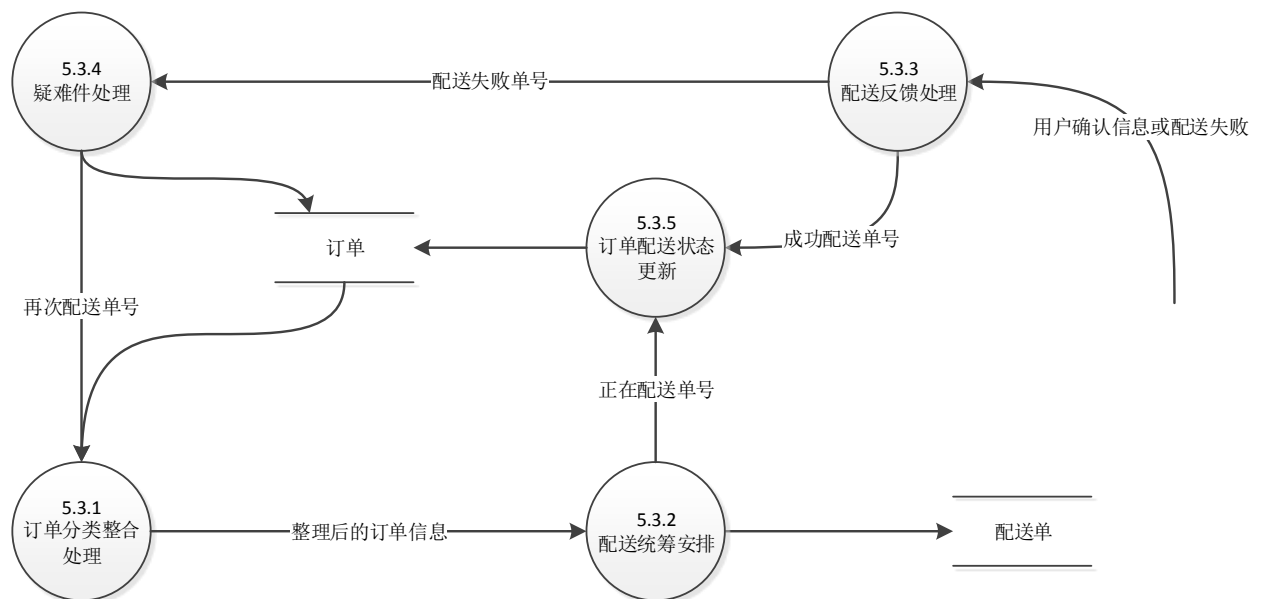 5.3.4
疑难件处理
配送失败单号
5.3.3
配送反馈处理
用户确认信息或配送失败
订单
5.3.5
订单配送状态
更新
成功配送单号
再次配送单号
正在配送单号
5.3.1
订单分类整合
处理
整理后的订单信息
5.3.2
配送统筹安排
配送单